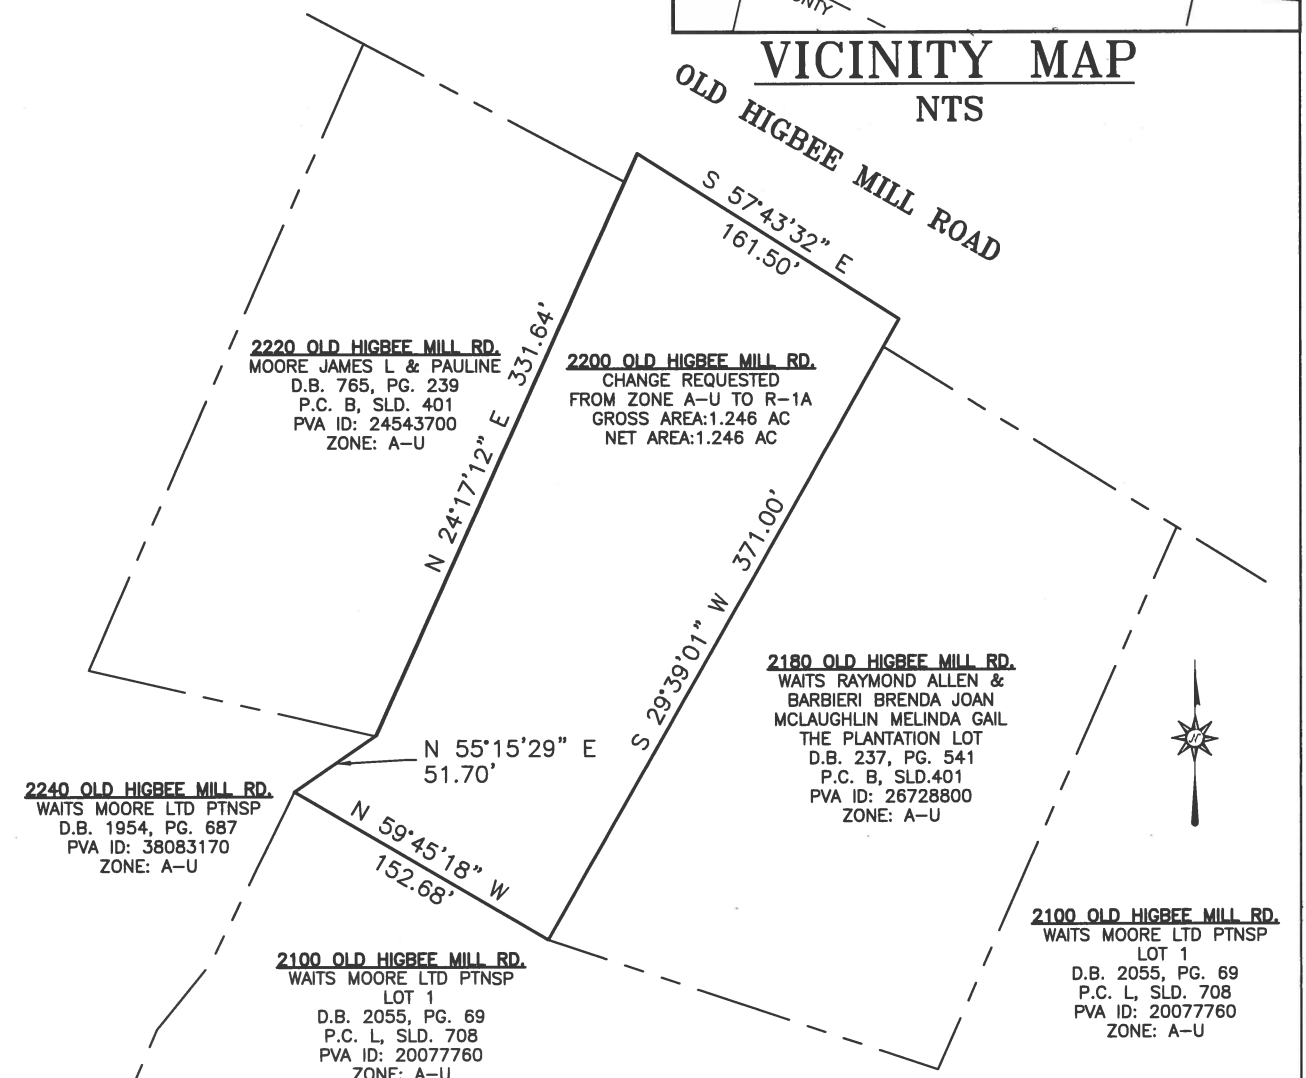 VICINITY MAP
NTS
OLD HIGBEE MILL ROAD
S 57°43'32" E
161.50'
N 24°17'12" E 331.64'
2220 OLD HIGBEE MILL RD.
MOORE JAMES L & PAULINE
D.B. 765, PG. 239
P.C. B, SLD. 401
PVA ID: 24543700
ZONE: A-U
2200 OLD HIGBEE MILL RD.
CHANGE REQUESTED
FROM ZONE A-U TO R-1A
GROSS AREA:1.246 AC
NET AREA:1.246 AC
S 29°39'01" W 371.00'
2180 OLD HIGBEE MILL RD.
WAITS RAYMOND ALLEN &
BARBIERI BRENDA JOAN
MCLAUGHLIN MELINDA GAIL
THE PLANTATION LOT
D.B. 237, PG. 541
P.C. B, SLD.401
PVA ID: 26728800
ZONE: A-U
N
N 55°15'29" E
51.70'
2240 OLD HIGBEE MILL RD.
WAITS MOORE LTD PTNSP
D.B. 1954, PG. 687
PVA ID: 38083170
ZONE: A-U
N 59°45'18" W
152.68'
2100 OLD HIGBEE MILL RD.
WAITS MOORE LTD PTNSP
LOT 1
D.B. 2055, PG. 69
P.C. L, SLD. 708
PVA ID: 20077760
ZONE: A-U
2100 OLD HIGBEE MILL RD.
WAITS MOORE LTD PTNSP
LOT 1
D.B. 2055, PG. 69
P.C. L, SLD. 708
PVA ID: 20077760
ZONE: A-U